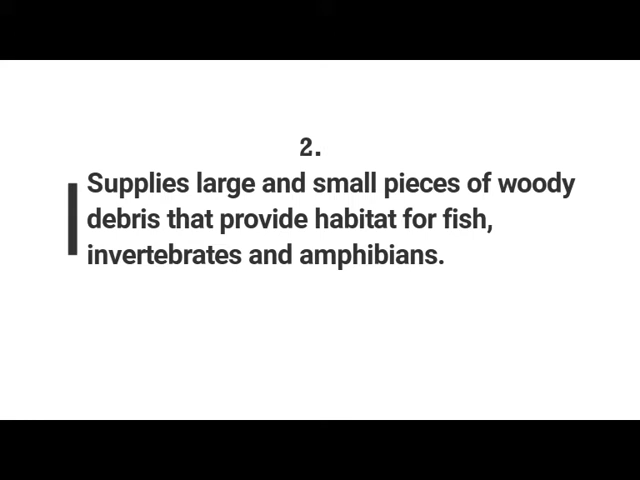 2.
Supplies large and small pieces of woody
debris that provide habitat for fish,
invertebrates and amphibians.